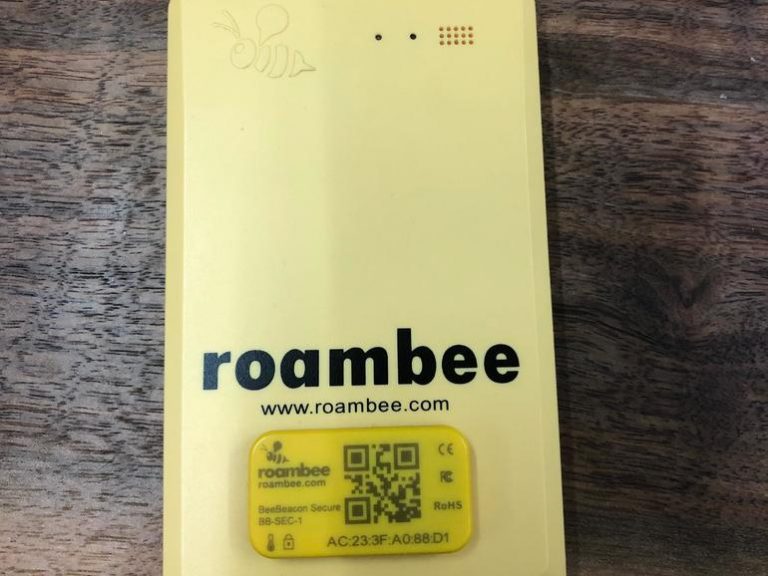 roambee
www.roambee.com
roambee
roambee.com
BeeBeacon Secure
BB-SEC-1
RoHS
AC:23:3F:A0:88:D1